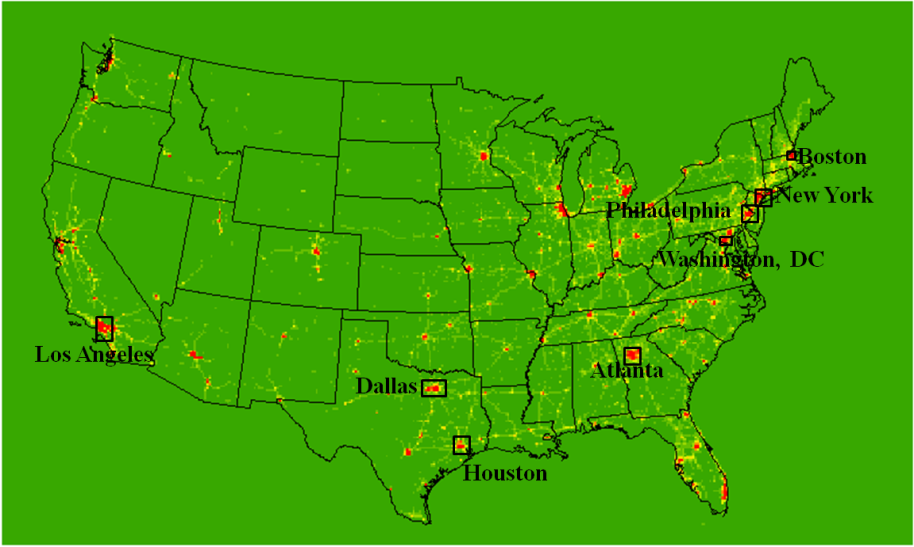 Boston
New York
Philadelphia
Washington, DC
Los Angeles
Atlanta
Dallas
Houston